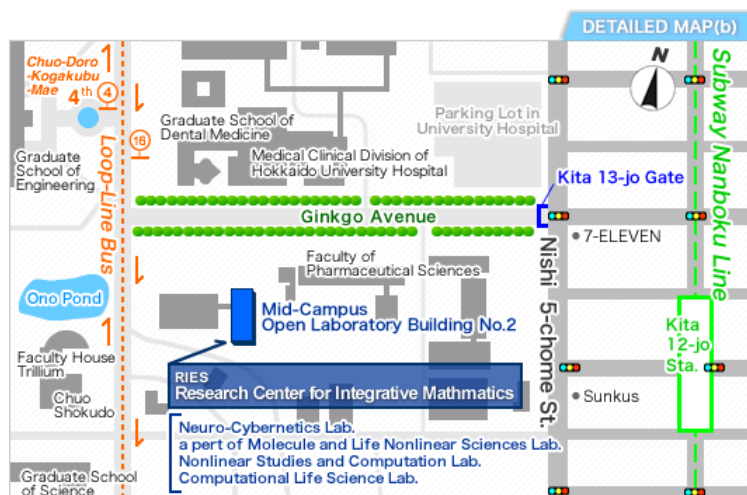 DETAILED MAP(b)
Chuo-Doro
-Kogakubu
-Mae
4th
4
N
Subway Nanboku Line
Graduate School of
Dental Medicine
Parking Lot in
University Hospital
16
Graduate
School of
Engineering
Medical Clinical Division of
Hokkaido University Hospital
Kita 13-jo Gate
Loop-Line Bus
Ginkgo Avenue
7-ELEVEN
Nishi 5-chome St.
Faculty of
Pharmaceutical Sciences
Ono Pond
Mid-Campus
Open Laboratory Building No.2
Kita
12-jo
Sta.
Faculty House
Trillium
RIES
Research Center for Integrative Mathmatics
Chuo
Shokudo
Sunkus
Neuro-Cybernetics Lab.
a part of Molecule and Life Nonlinear Sciences Lab.
Nonlinear Studies and Computation Lab.
Computational Life Science Lab.
Graduate School
of Science